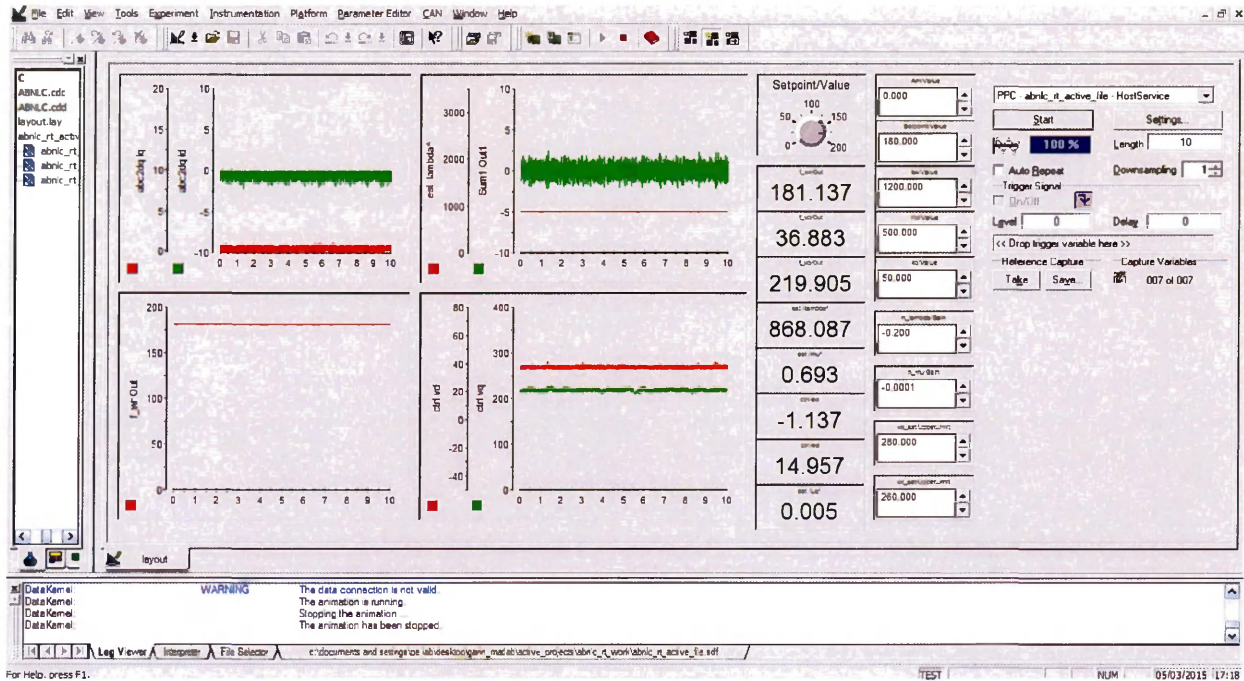 File Edit View Tools Experiment Instrumentation Platform Parameter Editor CAN Window Help
C
ABNLC.cdc
ABNLC.cdd
layout.lay
abnlc_rt_activ
abnlc_rt
abnlc_rt
abnlc_rt
20 15 10 5 0
abc2dq iq
10 5 0 -5 -10
abc2dq id
0 1 2 3 4 5 6 7 8 9 10
3000 2000 1000 0
est_lambda*
10 5 0 -5 -10
Sum1 Out1
0 1 2 3 4 5 6 7 8 9 10
200 150 100 50 0
f_wr Out
0 1 2 3 4 5 6 7 8 9 10
80 60 40 20 0 -20 -40
ctrl vd
400 300 200 100 0
ctrl vq
0 1 2 3 4 5 6 7 8 9 10
Setpoint/Value
100
50 150
0 200
181.137
36.883
219.905
868.087
0.693
-1.137
14.957
0.005
0.000
180.000
1200.000
500.000
50.000
-0.200
-0.0001
280.000
260.000
PPC - abnlc_rt_active_file - HostService
Start Settings...
100 % Length 10
Auto Repeat Downsampling 1
Trigger Signal
On/Off
Level 0 Delay 0
<< Drop trigger variable here >>
Reference Capture Capture Variables
Take Save... 007 of 007
layout
DataKernel: WARNING The data connection is not valid.
DataKernel: The animation is running.
DataKernel: Stopping the animation ...
DataKernel: The animation has been stopped.
Log Viewer Interpreter File Selector
For Help, press F1.
TEST NUM 05/03/2015 17:18